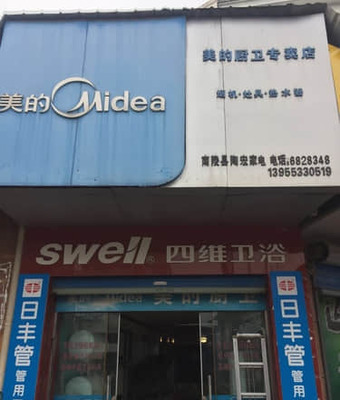 美的 Midea
美的厨卫专卖店
烟机·灶具·热水器
南陵县陶宏家电 电话:6828348
13955330519
swell® 四维卫浴
Midea 美的厨卫
日丰管 管用
日丰管 管用